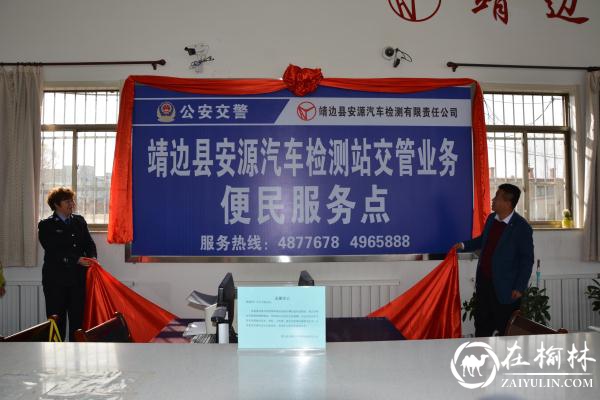 靖边
公安交警 靖边县安源汽车检测有限责任公司
靖边县安源汽车检测站交管业务
便民服务点
服务热线：4877678 4965888
在榆林
ZAIYULIN.COM